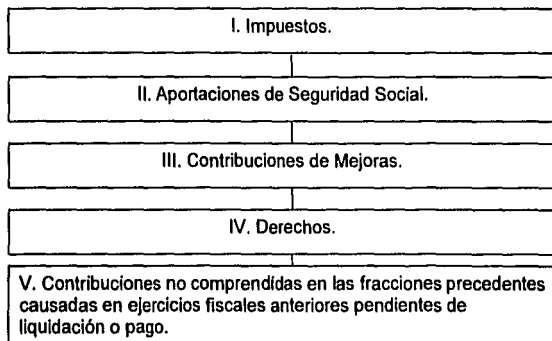 I. Impuestos.
II. Aportaciones de Seguridad Social.
III. Contribuciones de Mejoras.
IV. Derechos.
V. Contribuciones no comprendidas en las fracciones precedentes
causadas en ejercicios fiscales anteriores pendientes de
liquidación o pago.